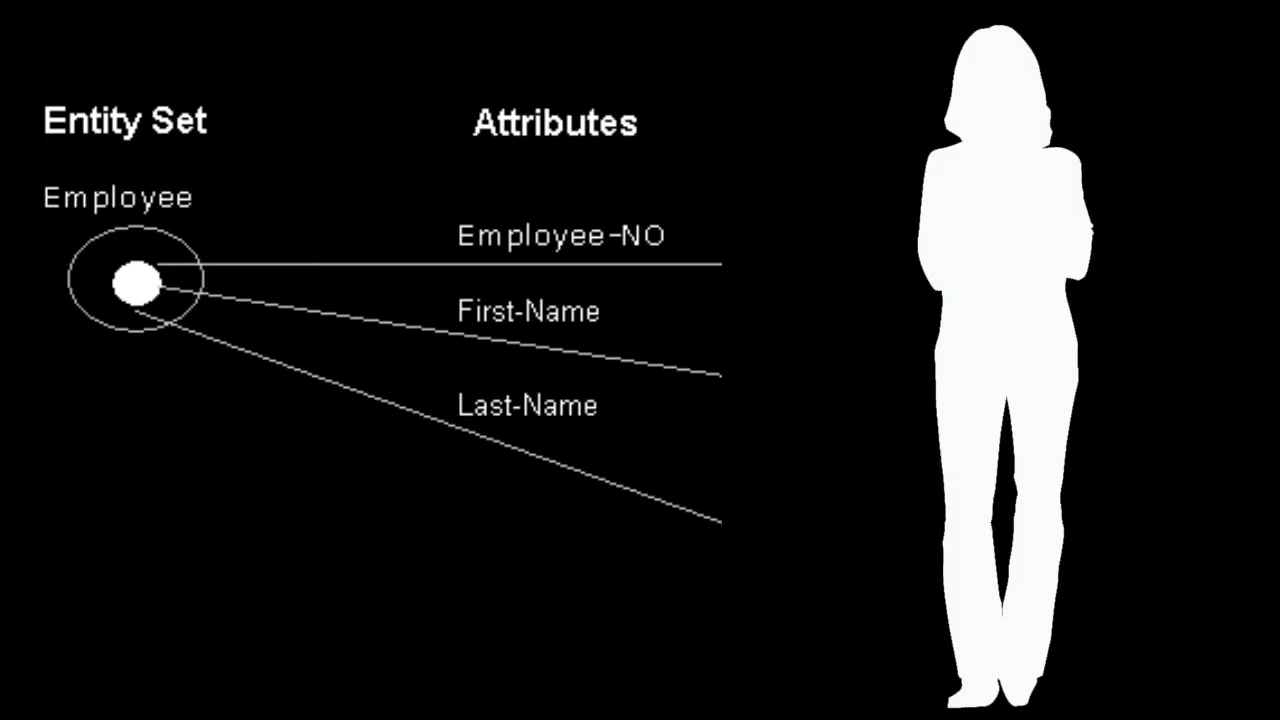 Entity Set
Attributes
Employee
Employee-NO
First-Name
Last-Name